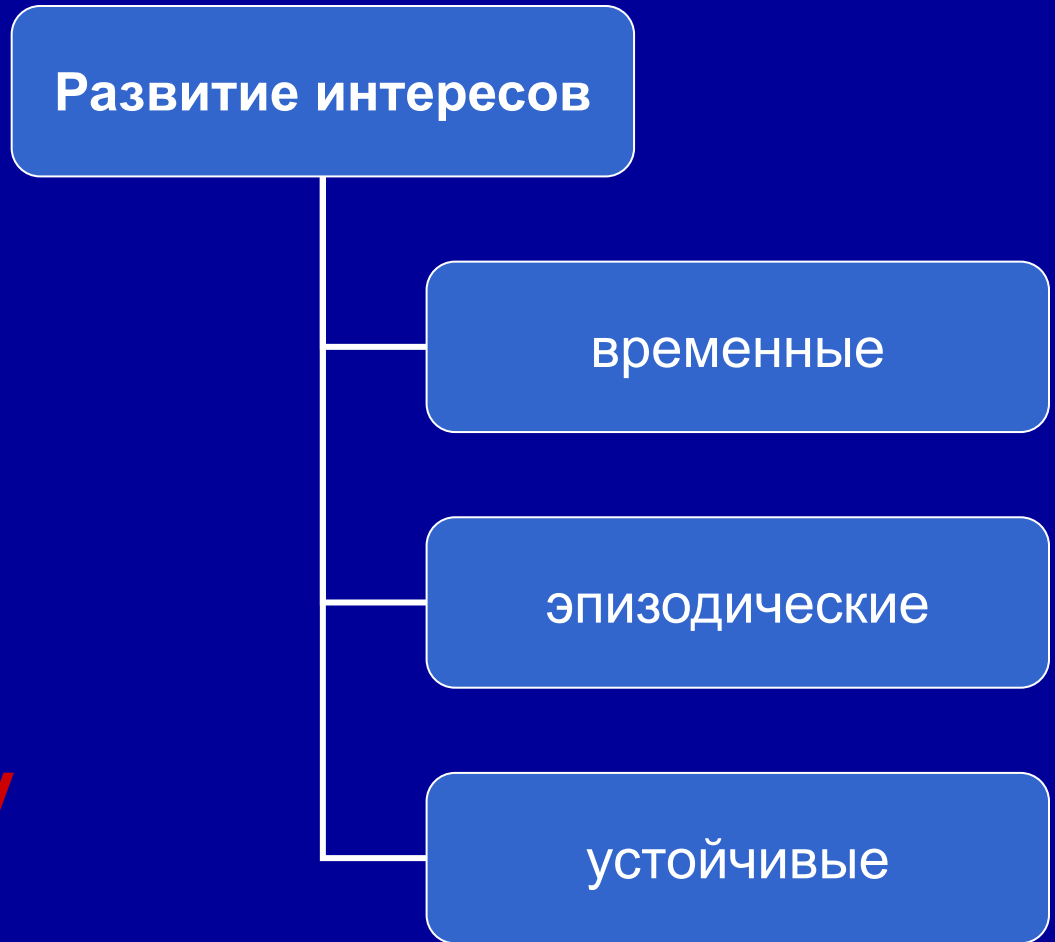 Развитие интересов
временные
эпизодические
устойчивые